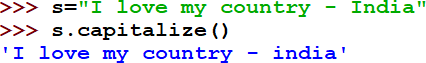 >>> s="I love my country - India"
>>> s.capitalize()
'I love my country - india'